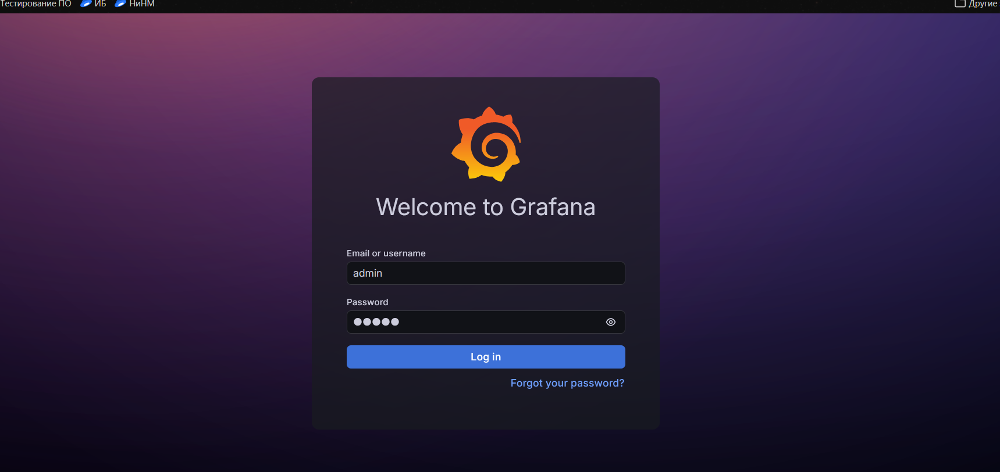 Тестирование ПО ИБ НиНМ Другие
Welcome to Grafana
Email or username
admin
Password
●●●●●
Log in
Forgot your password?